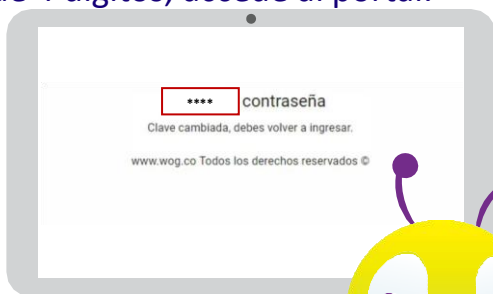 de 4 dígitos, accede al portal.
**** contraseña
Clave cambiada, debes volver a ingresar.
www.wog.co Todos los derechos reservados ©